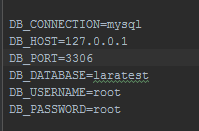 DB_CONNECTION=mysql
DB_HOST=127.0.0.1
DB_PORT=3306
DB_DATABASE=laratest
DB_USERNAME=root
DB_PASSWORD=root